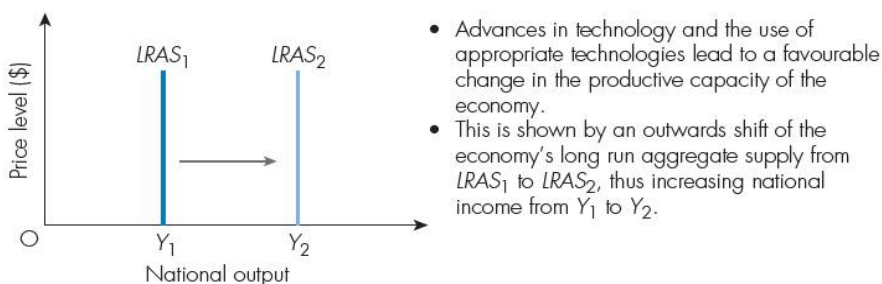 Price level ($)
LRAS₁
LRAS₂
O
Y₁
Y₂
National output
• Advances in technology and the use of
appropriate technologies lead to a favourable
change in the productive capacity of the
economy.
• This is shown by an outwards shift of the
economy's long run aggregate supply from
LRAS₁ to LRAS₂, thus increasing national
income from Y₁ to Y₂.